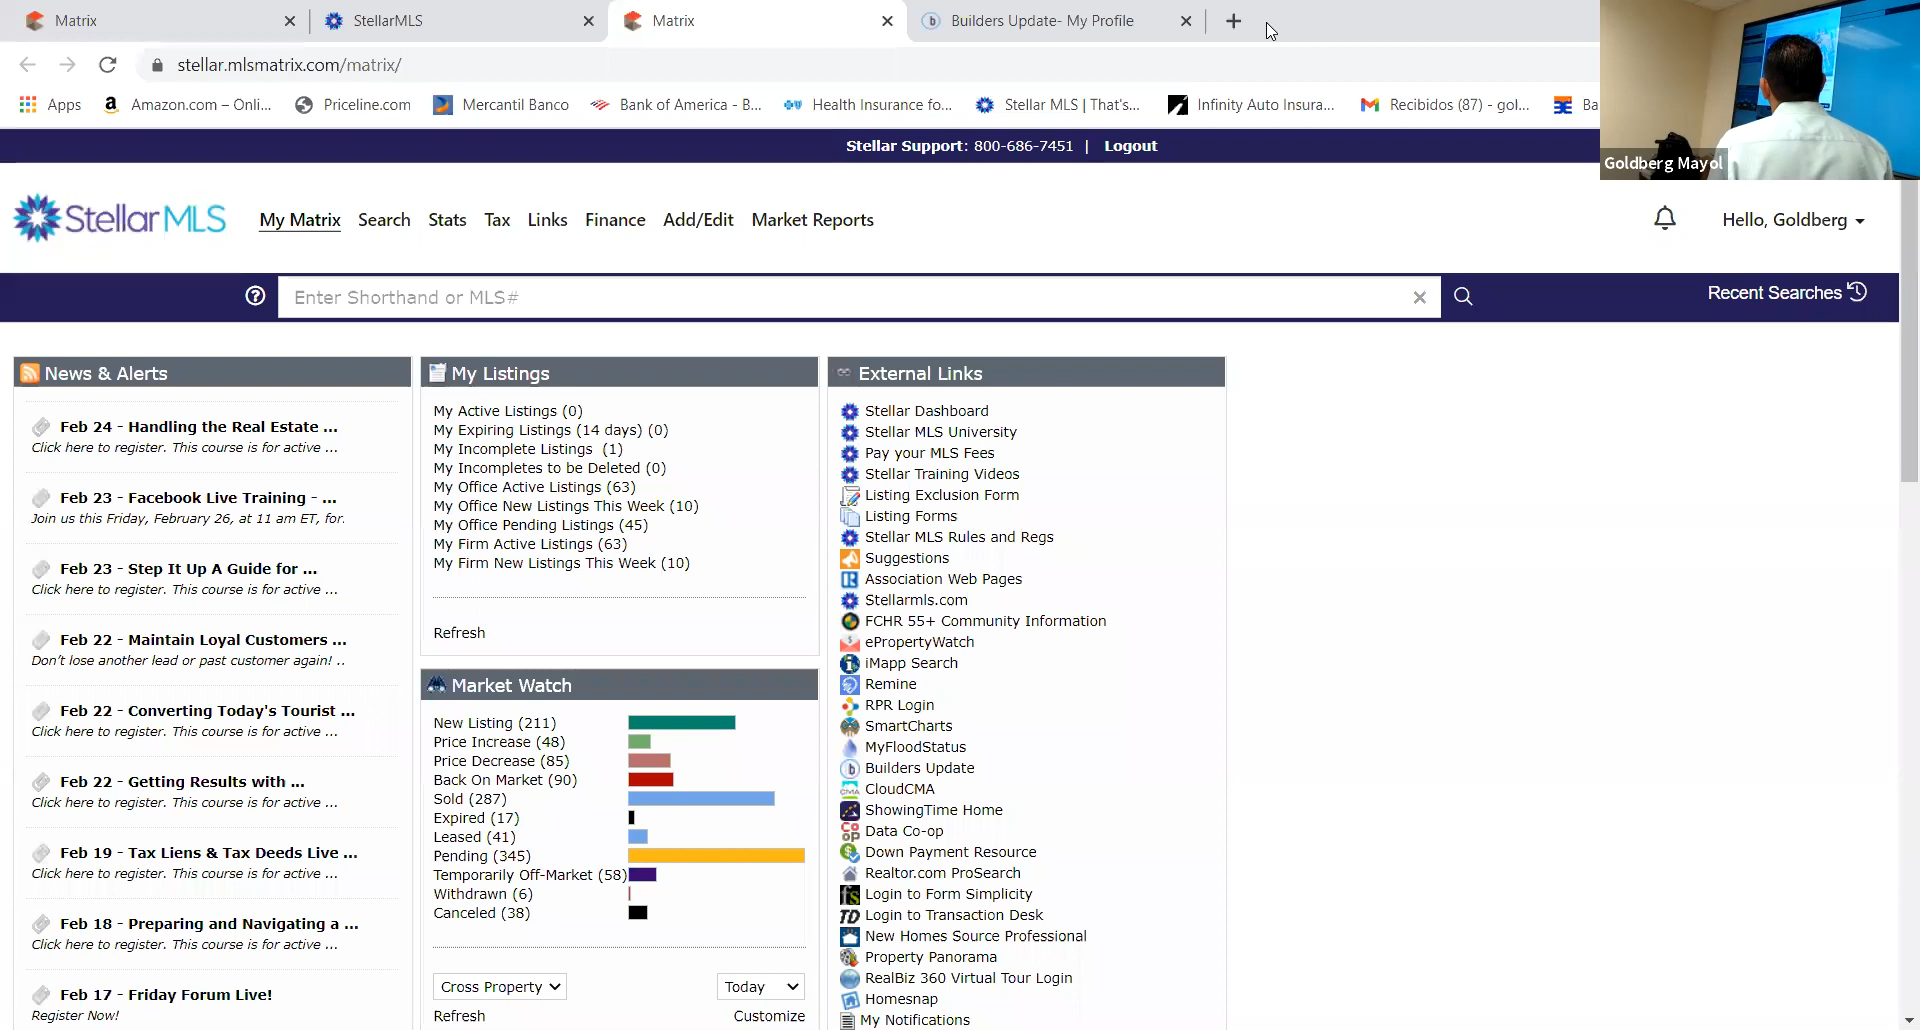 Matrix
StellarMLS
Matrix
Builders Update- My Profile
stellar.mlsmatrix.com/matrix/
Apps
Amazon.com – Onli...
Priceline.com
Mercantil Banco
Bank of America - B...
Health Insurance fo...
Stellar MLS | That's...
Infinity Auto Insura...
Recibidos (87) - gol...
Ba
Goldberg Mayol
Stellar Support: 800-686-7451 | Logout
StellarMLS
My Matrix
Search
Stats
Tax
Links
Finance
Add/Edit
Market Reports
Hello, Goldberg
Enter Shorthand or MLS#
Recent Searches
News & Alerts
Feb 24 - Handling the Real Estate ...
Click here to register. This course is for active ...
Feb 23 - Facebook Live Training - ...
Join us this Friday, February 26, at 11 am ET, for.
Feb 23 - Step It Up A Guide for ...
Click here to register. This course is for active ...
Feb 22 - Maintain Loyal Customers ...
Don't lose another lead or past customer again! ..
Feb 22 - Converting Today's Tourist ...
Click here to register. This course is for active ...
Feb 22 - Getting Results with ...
Click here to register. This course is for active ...
Feb 19 - Tax Liens & Tax Deeds Live ...
Click here to register. This course is for active ...
Feb 18 - Preparing and Navigating a ...
Click here to register. This course is for active ...
Feb 17 - Friday Forum Live!
Register Now!
My Listings
My Active Listings (0)
My Expiring Listings (14 days) (0)
My Incomplete Listings (1)
My Incompletes to be Deleted (0)
My Office Active Listings (63)
My Office New Listings This Week (10)
My Office Pending Listings (45)
My Firm Active Listings (63)
My Firm New Listings This Week (10)
Refresh
Market Watch
New Listing (211)
Price Increase (48)
Price Decrease (85)
Back On Market (90)
Sold (287)
Expired (17)
Leased (41)
Pending (345)
Temporarily Off-Market (58)
Withdrawn (6)
Canceled (38)
Cross Property
Today
Refresh
Customize
External Links
Stellar Dashboard
Stellar MLS University
Pay your MLS Fees
Stellar Training Videos
Listing Exclusion Form
Listing Forms
Stellar MLS Rules and Regs
Suggestions
Association Web Pages
Stellarmls.com
FCHR 55+ Community Information
ePropertyWatch
iMapp Search
Remine
RPR Login
SmartCharts
MyFloodStatus
Builders Update
CloudCMA
ShowingTime Home
Data Co-op
Down Payment Resource
Realtor.com ProSearch
Login to Form Simplicity
Login to Transaction Desk
New Homes Source Professional
Property Panorama
RealBiz 360 Virtual Tour Login
Homesnap
My Notifications